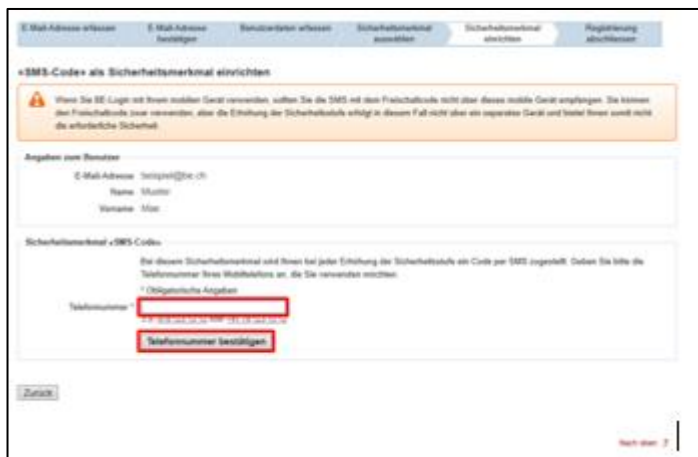 E-Mail-Adresse erfassen
E-Mail-Adresse bestätigen
Benutzerdaten erfassen
Sicherheitsmerkmal auswählen
Sicherheitsmerkmal einrichten
Registrierung abschliessen
«SMS-Code» als Sicherheitsmerkmal einrichten
Wenn Sie BE-Login mit Ihrem mobilen Gerät verwenden, sollten Sie die SMS mit dem Freischaltcode nicht über dieses mobile Gerät empfangen. Sie können
den Freischaltcode zwar verwenden, aber die Erhöhung der Sicherheitsstufe erfolgt in diesem Fall nicht über ein separates Gerät und bietet Ihnen somit nicht
die erforderliche Sicherheit.
Angaben zum Benutzer
E-Mail-Adresse beispiel@be.ch
Name Muster
Vorname Max
Sicherheitsmerkmal «SMS-Code»
Bei diesem Sicherheitsmerkmal wird Ihnen bei jeder Erhöhung der Sicherheitsstufe ein Code per SMS zugestellt. Geben Sie bitte die
Telefonnummer Ihres Mobiltelefons an, die Sie verwenden möchten.
* Obligatorische Angaben
Telefonnummer *
Telefonnummer bestätigen
Zurück
Nach oben